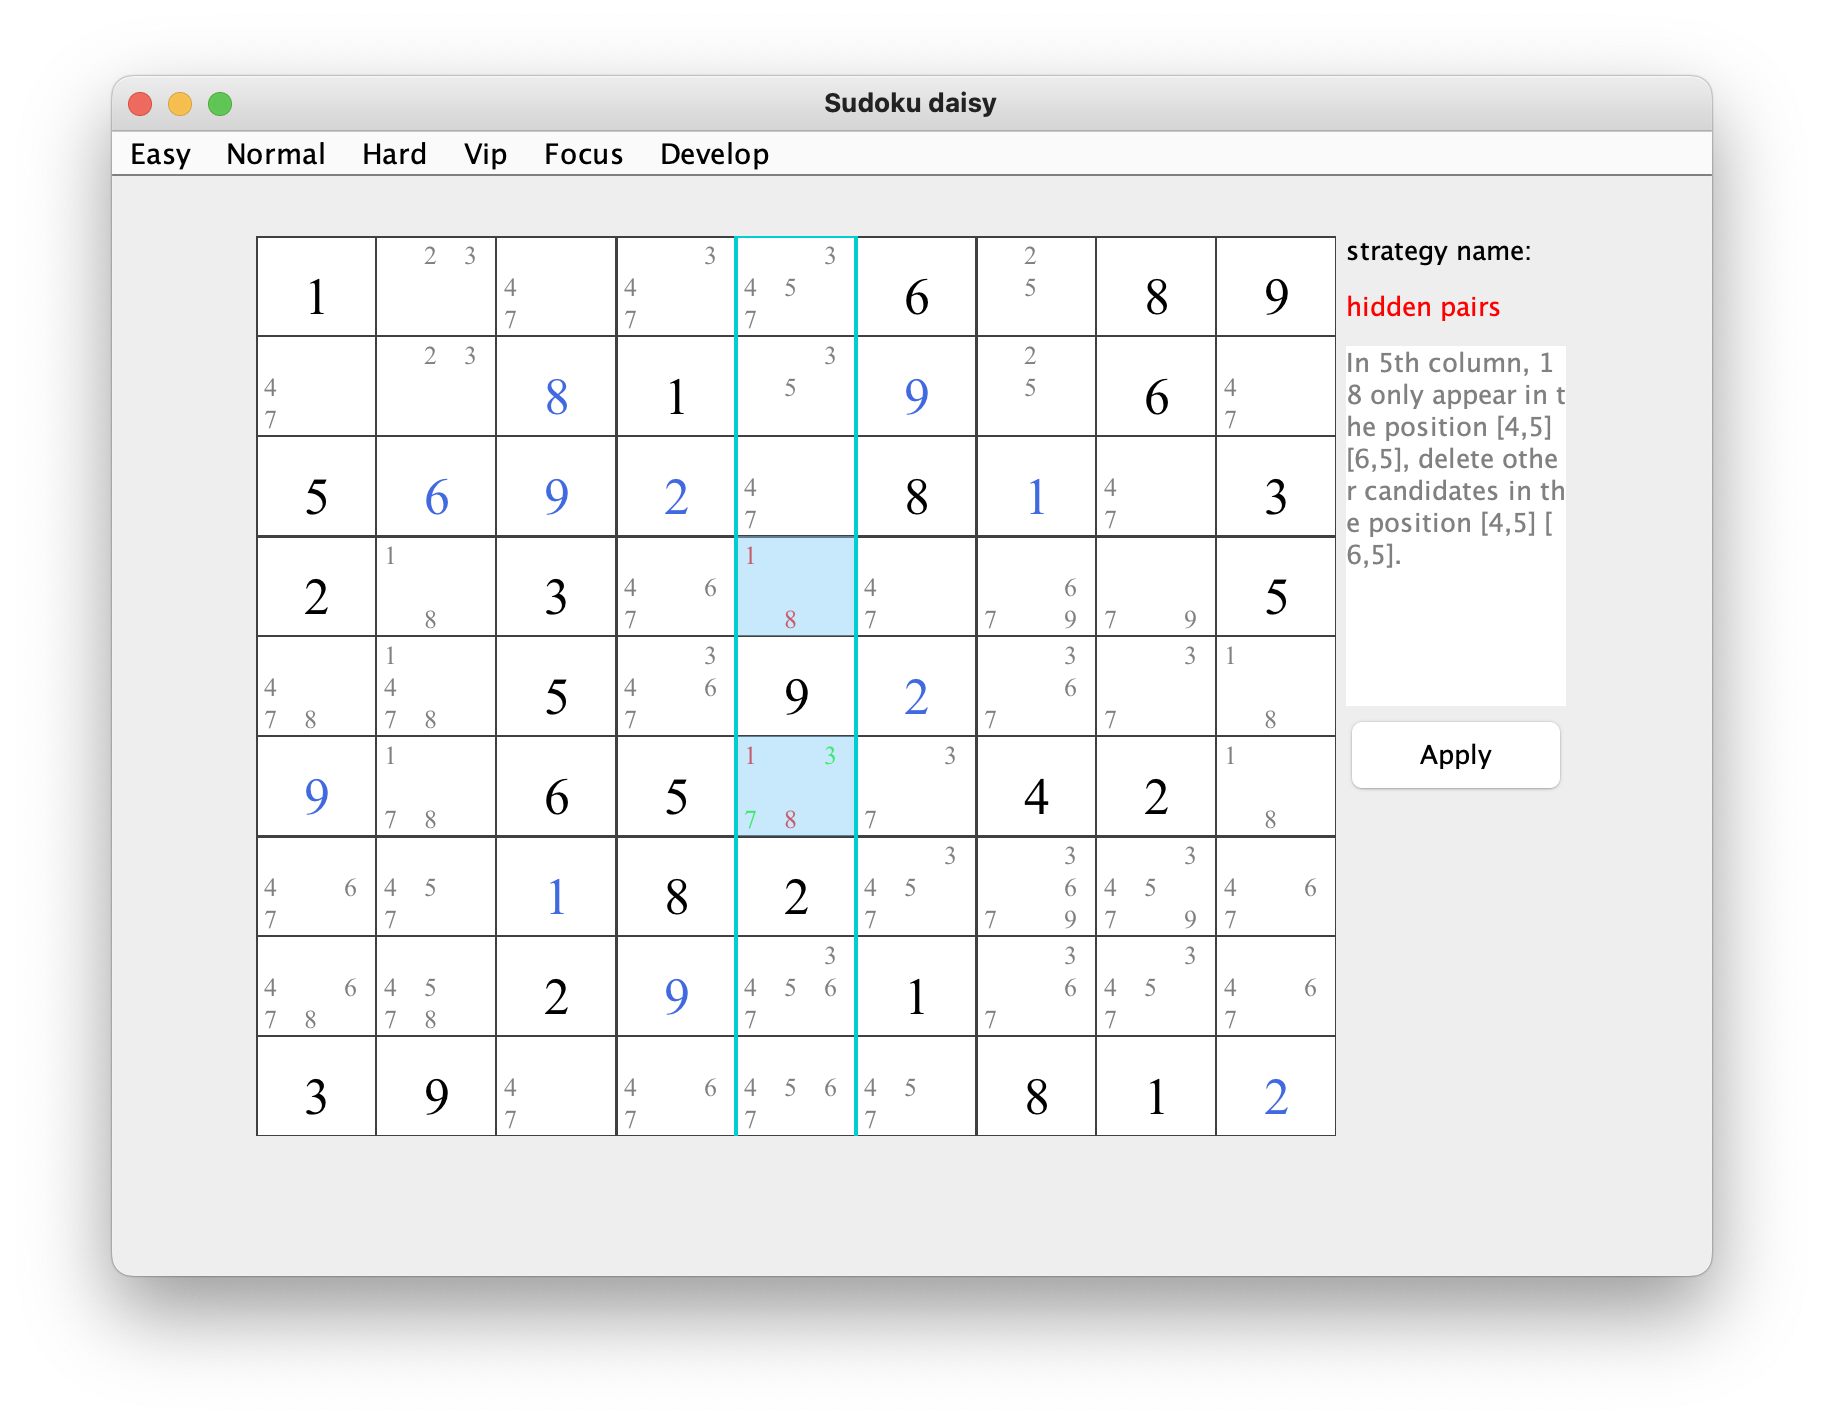 Sudoku daisy
Easy Normal Hard Vip Focus Develop
strategy name:
hidden pairs
In 5th column, 1
8 only appear in t
he position [4,5]
[6,5], delete othe
r candidates in th
e position [4,5] [
6,5].
Apply
2 3 3 3 2
1 4 4 4 5 6 5 8 9
7 7 7
2 3 3 2
4 8 1 5 9 5 6 4
7 7
5 6 9 2 4 8 1 4 3
7 7
1 1
2 3 4 6 4 6 5
8 7 8 7 7 9 7 9
1 3 3 3 1
4 4 5 4 6 9 2 6
7 8 7 8 7 7 7 8
1 1 3 3 1
9 6 5 4 2
7 8 7 8 7 8
3 3 3
4 6 4 5 1 8 2 4 5 6 4 5 4 6
7 7 7 7 9 7 9 7
3 3 3
4 6 4 5 2 9 4 5 6 1 6 4 5 4 6
7 8 7 8 7 7 7 7
3 9 4 4 6 4 5 6 4 5 8 1 2
7 7 7 7